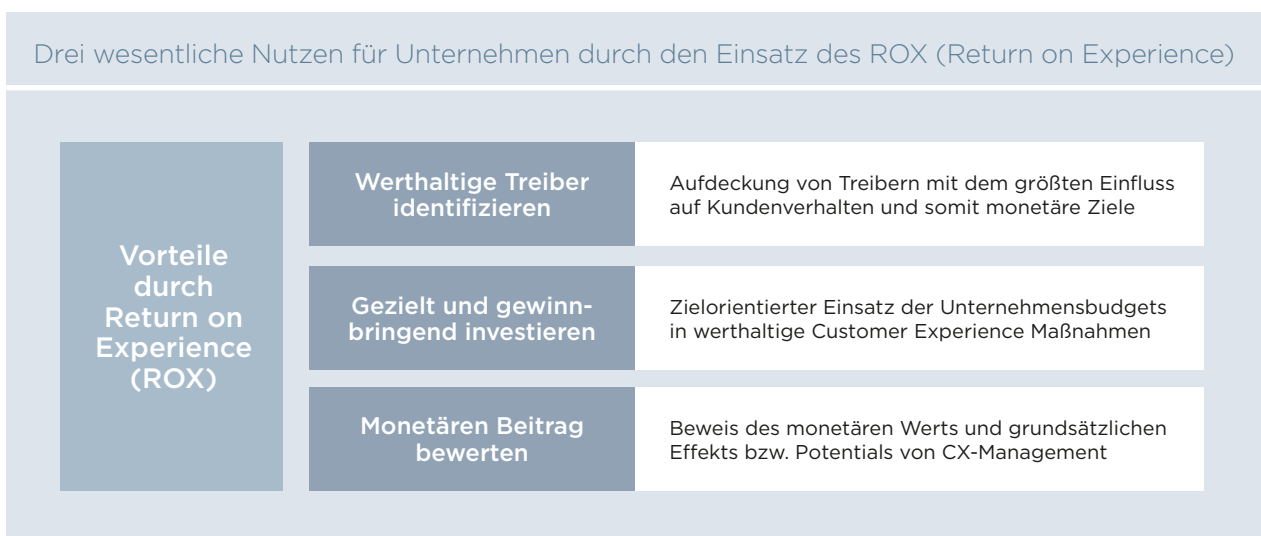 Drei wesentliche Nutzen für Unternehmen durch den Einsatz des ROX (Return on Experience)
Vorteile
durch
Return on
Experience
(ROX)
Werthaltige Treiber
identifizieren
Aufdeckung von Treibern mit dem größten Einfluss
auf Kundenverhalten und somit monetäre Ziele
Gezielt und gewinn-
bringend investieren
Zielorientierter Einsatz der Unternehmensbudgets
in werthaltige Customer Experience Maßnahmen
Monetären Beitrag
bewerten
Beweis des monetären Werts und grundsätzlichen
Effekts bzw. Potentials von CX-Management